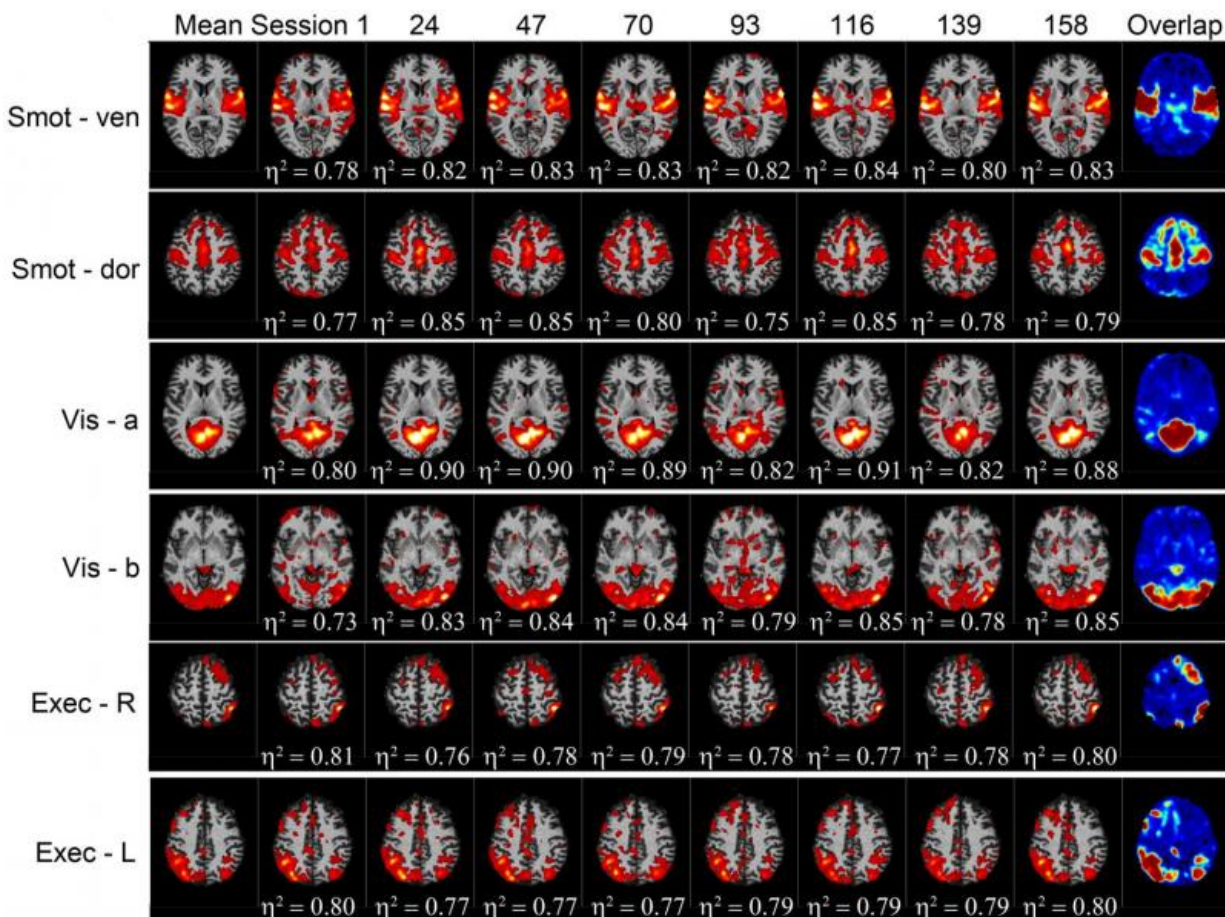 Mean Session 1 24 47 70 93 116 139 158 Overlap
Smot - ven
η² = 0.78 η² = 0.82 η² = 0.83 η² = 0.83 η² = 0.82 η² = 0.84 η² = 0.80 η² = 0.83
Smot - dor
η² = 0.77 η² = 0.85 η² = 0.85 η² = 0.80 η² = 0.75 η² = 0.85 η² = 0.78 η² = 0.79
Vis - a
η² = 0.80 η² = 0.90 η² = 0.90 η² = 0.89 η² = 0.82 η² = 0.91 η² = 0.82 η² = 0.88
Vis - b
η² = 0.73 η² = 0.83 η² = 0.84 η² = 0.84 η² = 0.79 η² = 0.85 η² = 0.78 η² = 0.85
Exec - R
η² = 0.81 η² = 0.76 η² = 0.78 η² = 0.79 η² = 0.78 η² = 0.77 η² = 0.78 η² = 0.80
Exec - L
η² = 0.80 η² = 0.77 η² = 0.77 η² = 0.77 η² = 0.79 η² = 0.79 η² = 0.79 η² = 0.80